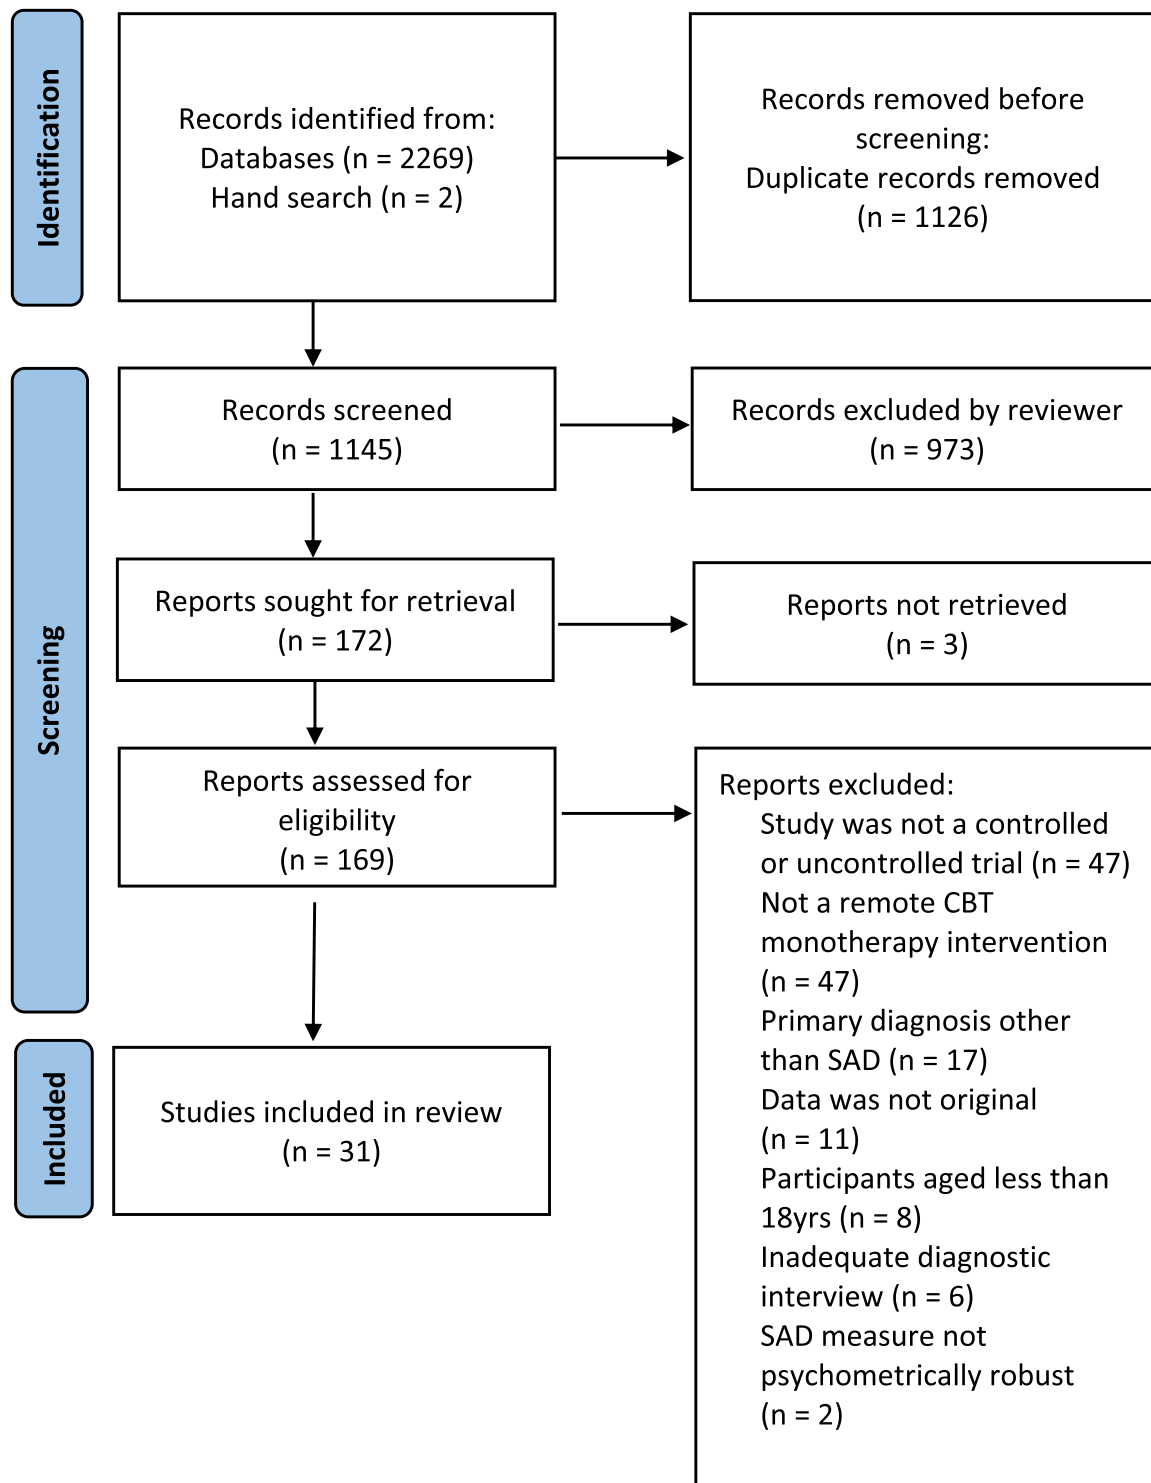 Identification
Records identified from:
Databases (n = 2269)
Hand search (n = 2)
Records removed before
screening:
Duplicate records removed
(n = 1126)
Screening
Records screened
(n = 1145)
Records excluded by reviewer
(n = 973)
Reports sought for retrieval
(n = 172)
Reports not retrieved
(n = 3)
Reports assessed for
eligibility
(n = 169)
Reports excluded:
Study was not a controlled
or uncontrolled trial (n = 47)
Not a remote CBT
monotherapy intervention
(n = 47)
Primary diagnosis other
than SAD (n = 17)
Data was not original
(n = 11)
Participants aged less than
18yrs (n = 8)
Inadequate diagnostic
interview (n = 6)
SAD measure not
psychometrically robust
(n = 2)
Included
Studies included in review
(n = 31)